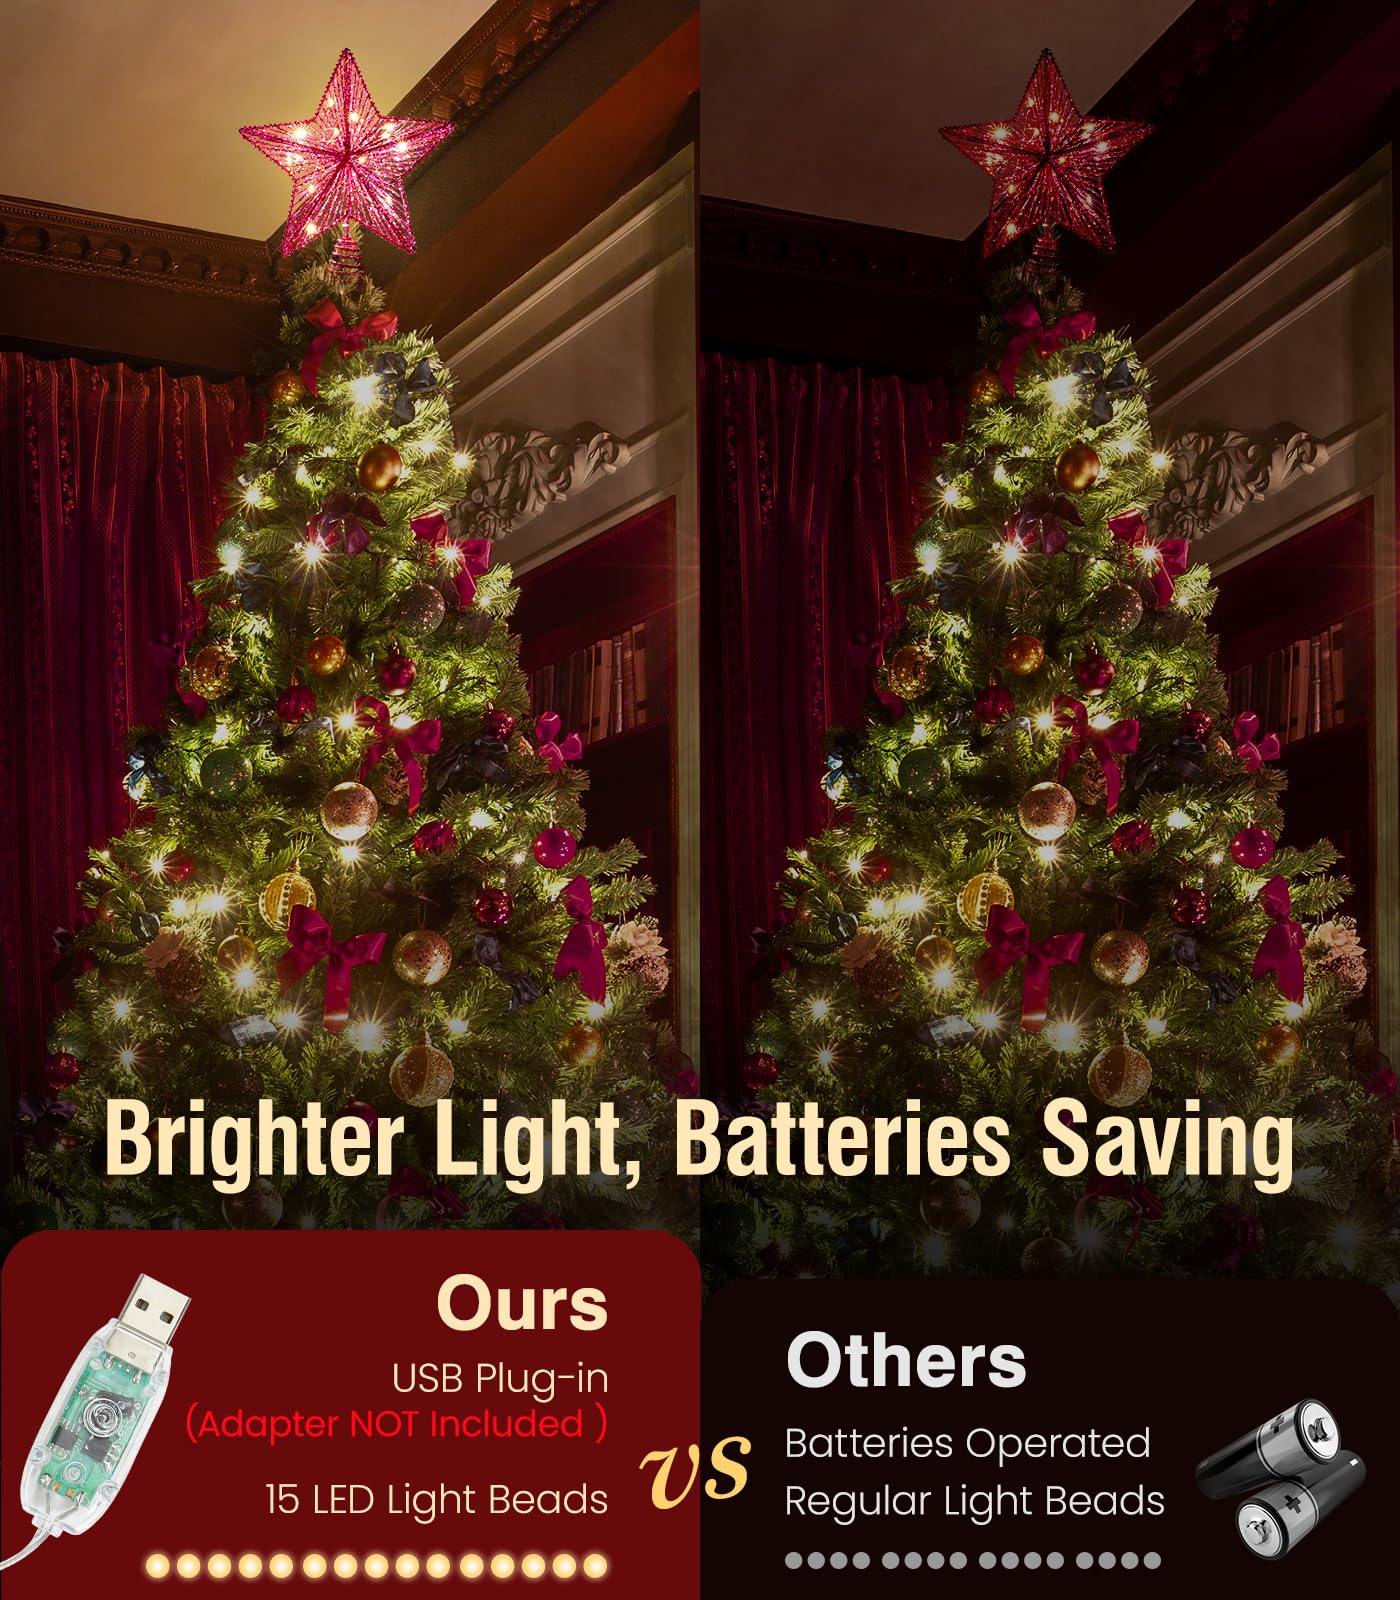 Brighter Light, Batteries Saving
Ours
USB Plug-in
(Adapter NOT Included )
15 LED Light Beads
vs
Others
Batteries Operated
Regular Light Beads